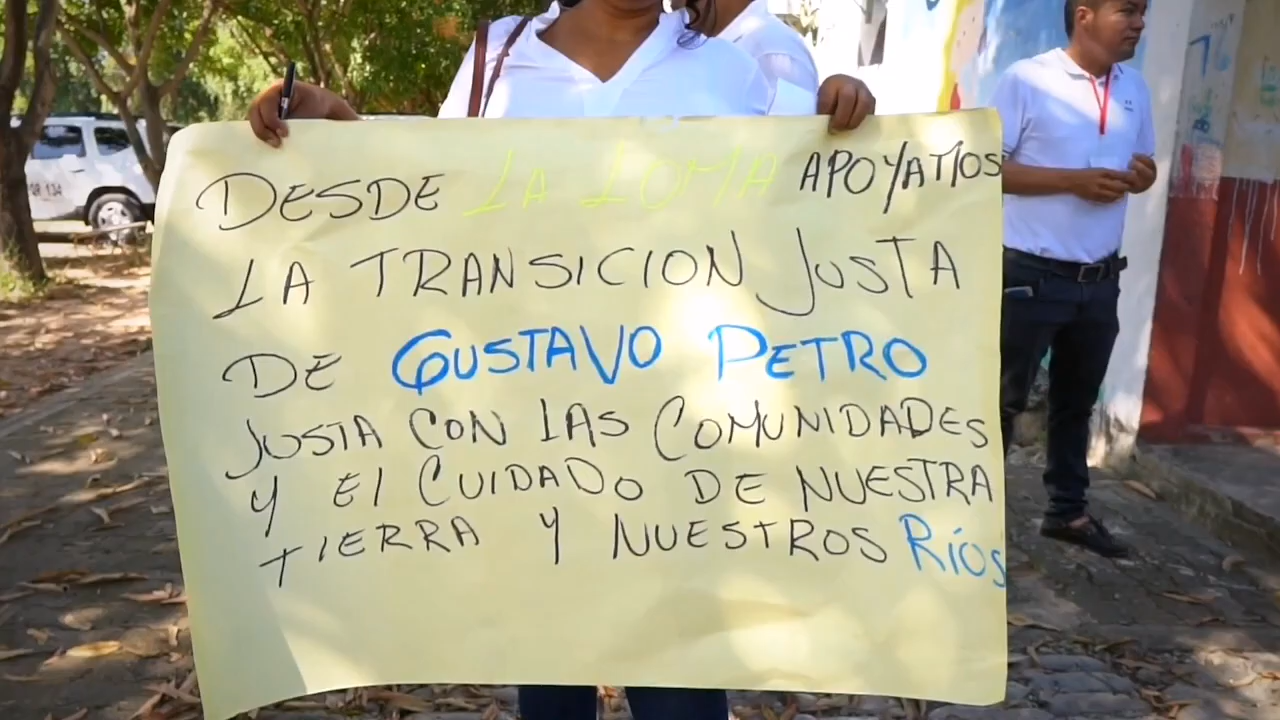 DESDE LA LOMA APOYAMOS
LA TRANSICION JUSTA
DE GUSTAVO PETRO
JUSTA CON LAS COMUNIDADES
Y El CUIDADO DE NUESTRA
TIERRA Y NUESTROS Ríos